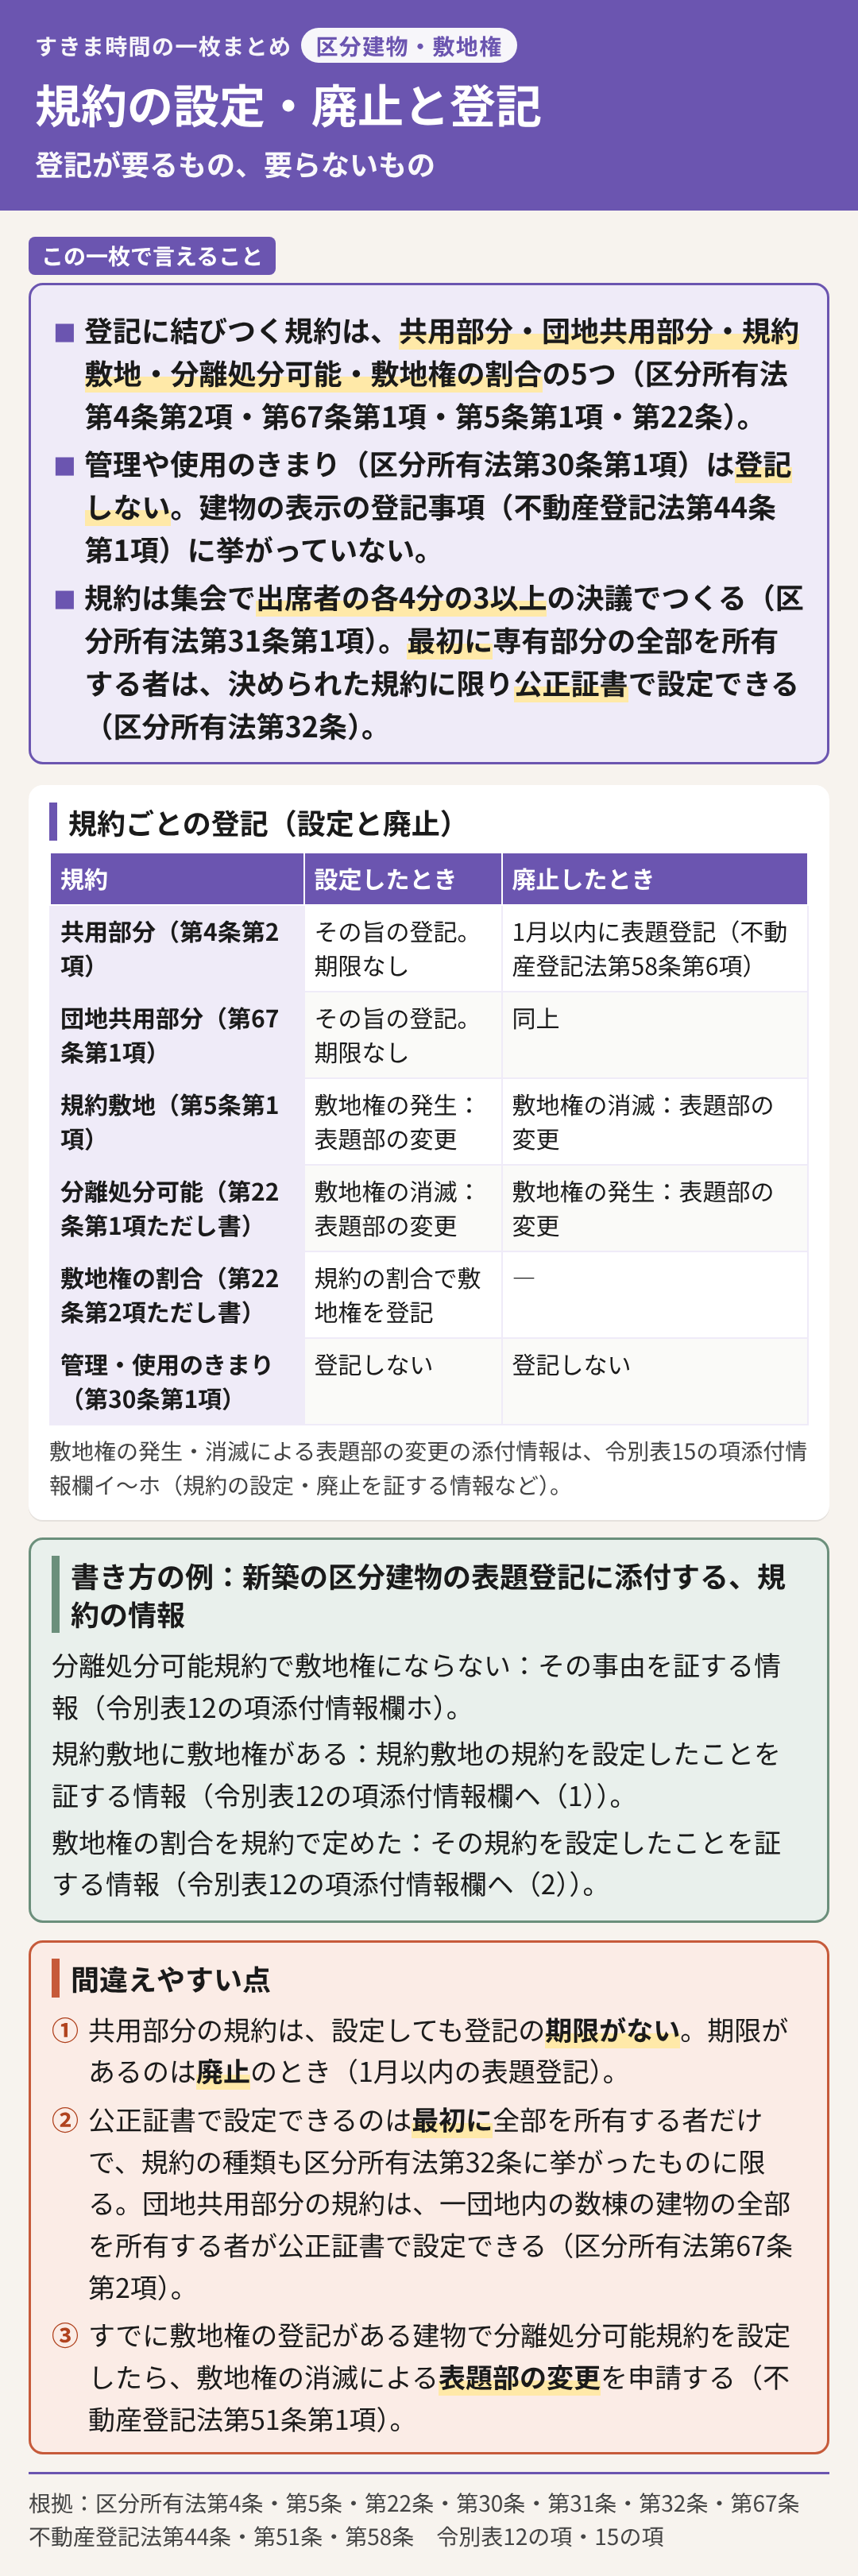 すきま時間の一枚まとめ 区分建物・敷地権
規約の設定・廃止と登記
登記が要るもの、要らないもの
この一枚で言えること
■ 登記に結びつく規約は、共用部分・団地共用部分・規約
敷地・分離処分可能・敷地権の割合の5つ（区分所有法
第4条第2項・第67条第1項・第5条第1項・第22条）。
■ 管理や使用のきまり（区分所有法第30条第1項）は登記
しない。建物の表示の登記事項（不動産登記法第44条
第1項）に挙がっていない。
■ 規約は集会で出席者の各4分の3以上の決議でつくる（区
分所有法第31条第1項）。最初に専有部分の全部を所有
する者は、決められた規約に限り公正証書で設定できる
（区分所有法第32条）。
規約ごとの登記（設定と廃止）
規約 設定したとき 廃止したとき
共用部分（第4条第2 その旨の登記。 1月以内に表題登記（不動
項） 期限なし 産登記法第58条第6項）
団地共用部分（第67 その旨の登記。 同上
条第1項） 期限なし
規約敷地（第5条第1 敷地権の発生： 敷地権の消滅：表題部の
項） 表題部の変更 変更
分離処分可能（第22 敷地権の消滅： 敷地権の発生：表題部の
条第1項ただし書） 表題部の変更 変更
敷地権の割合（第22 規約の割合で敷 —
条第2項ただし書） 地権を登記
管理・使用のきまり 登記しない 登記しない
（第30条第1項）
敷地権の発生・消滅による表題部の変更の添付情報は、令別表15の項添付情
報欄イ〜ホ（規約の設定・廃止を証する情報など）。
書き方の例：新築の区分建物の表題登記に添付する、規
約の情報
分離処分可能規約で敷地権にならない：その事由を証する情
報（令別表12の項添付情報欄ホ）。
規約敷地に敷地権がある：規約敷地の規約を設定したことを
証する情報（令別表12の項添付情報欄ヘ（1））。
敷地権の割合を規約で定めた：その規約を設定したことを証
する情報（令別表12の項添付情報欄ヘ（2））。
間違えやすい点
① 共用部分の規約は、設定しても登記の期限がない。期限が
あるのは廃止のとき（1月以内の表題登記）。
② 公正証書で設定できるのは最初に全部を所有する者だけ
で、規約の種類も区分所有法第32条に挙がったものに限
る。団地共用部分の規約は、一団地内の数棟の建物の全部
を所有する者が公正証書で設定できる（区分所有法第67条
第2項）。
③ すでに敷地権の登記がある建物で分離処分可能規約を設定
したら、敷地権の消滅による表題部の変更を申請する（不
動産登記法第51条第1項）。
根拠：区分所有法第4条・第5条・第22条・第30条・第31条・第32条・第67条
不動産登記法第44条・第51条・第58条 令別表12の項・15の項